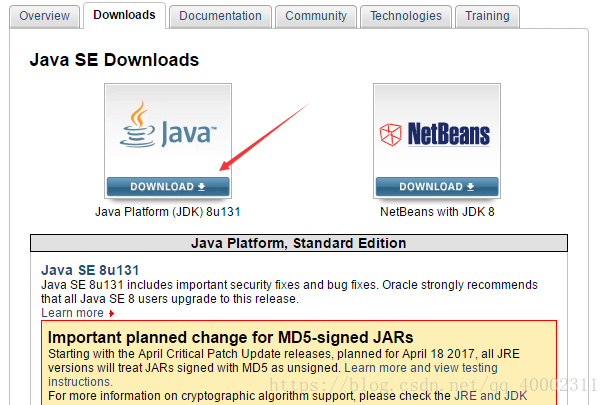 Overview Downloads Documentation Community Technologies Training
Java SE Downloads
Java™ NetBeans
DOWNLOAD DOWNLOAD
Java Platform (JDK) 8u131 NetBeans with JDK 8
Java Platform, Standard Edition
Java SE 8u131
Java SE 8u131 includes important security fixes and bug fixes. Oracle strongly recommends
that all Java SE 8 users upgrade to this release.
Learn more
Important planned change for MD5-signed JARs
Starting with the April Critical Patch Update releases, planned for April 18 2017, all JRE
versions will treat JARs signed with MD5 as unsigned. Learn more and view testing
instructions.
For more information on cryptographic algorithm support, please check the JRE and JDK
https://blog.csdn.net/qq_40002311